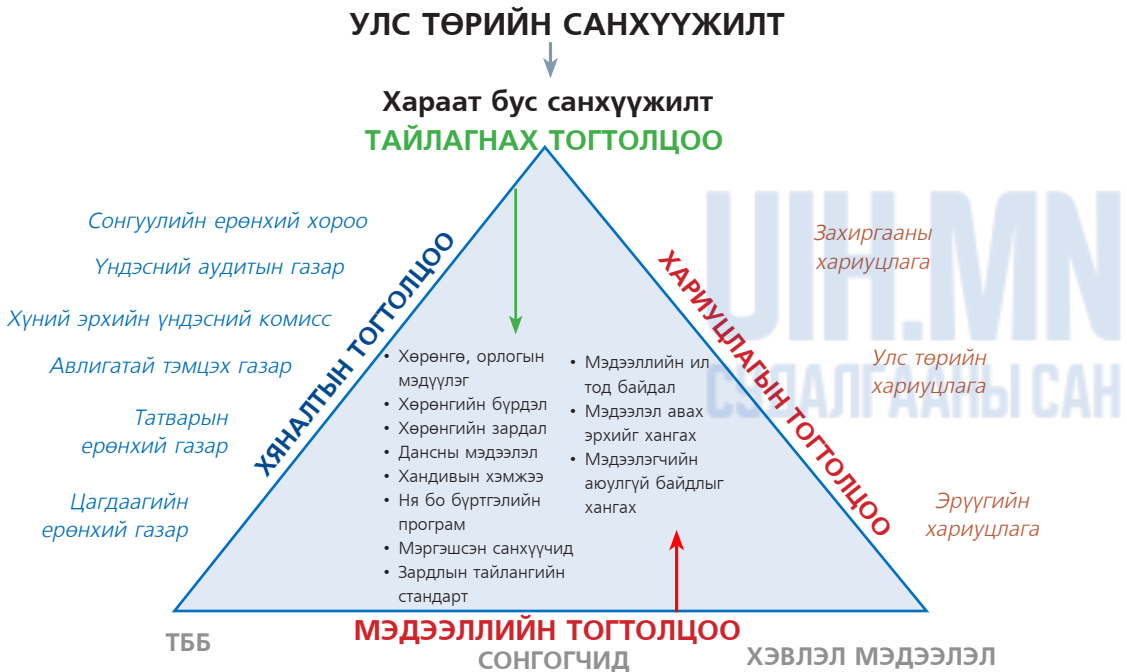 УЛС ТӨРИЙН САНХҮҮЖИЛТ
Хараат бус санхүүжилт
ТАЙЛАГНАХ ТОГТОЛЦОО
Сонгуулийн ерөнхий хороо
Үндэсний аудитын газар
Хүний эрхийн үндэсний комисс
Авлигатай тэмцэх газар
Татварын
ерөнхий газар
Цагдаагийн
ерөнхий газар
ХЯНАЛТЫН ТОГТОЛЦОО
• Хөрөнгө, орлогын
мэдүүлэг
• Хөрөнгийн бүрдэл
• Хөрөнгийн зардал
• Дансны мэдээлэл
• Хандивын хэмжээ
• Ня бо бүртгэлийн
програм
• Мэргэшсэн санхүүчид
• Зардлын тайлангийн
стандарт
• Мэдээллийн ил
тод байдал
• Мэдээлэл авах
эрхийг хангах
• Мэдээлэгчийн
аюулгүй байдлыг
хангах
ХАРИУЦЛАГЫН ТОГТОЛЦОО
Захиргааны
хариуцлага
Улс төрийн
хариуцлага
Эрүүгийн
хариуцлага
UIH.MN
СУДАЛГААНЫ САН
МЭДЭЭЛЛИЙН ТОГТОЛЦОО
ТББ
СОНГОГЧИД
ХЭВЛЭЛ МЭДЭЭЛЭЛ